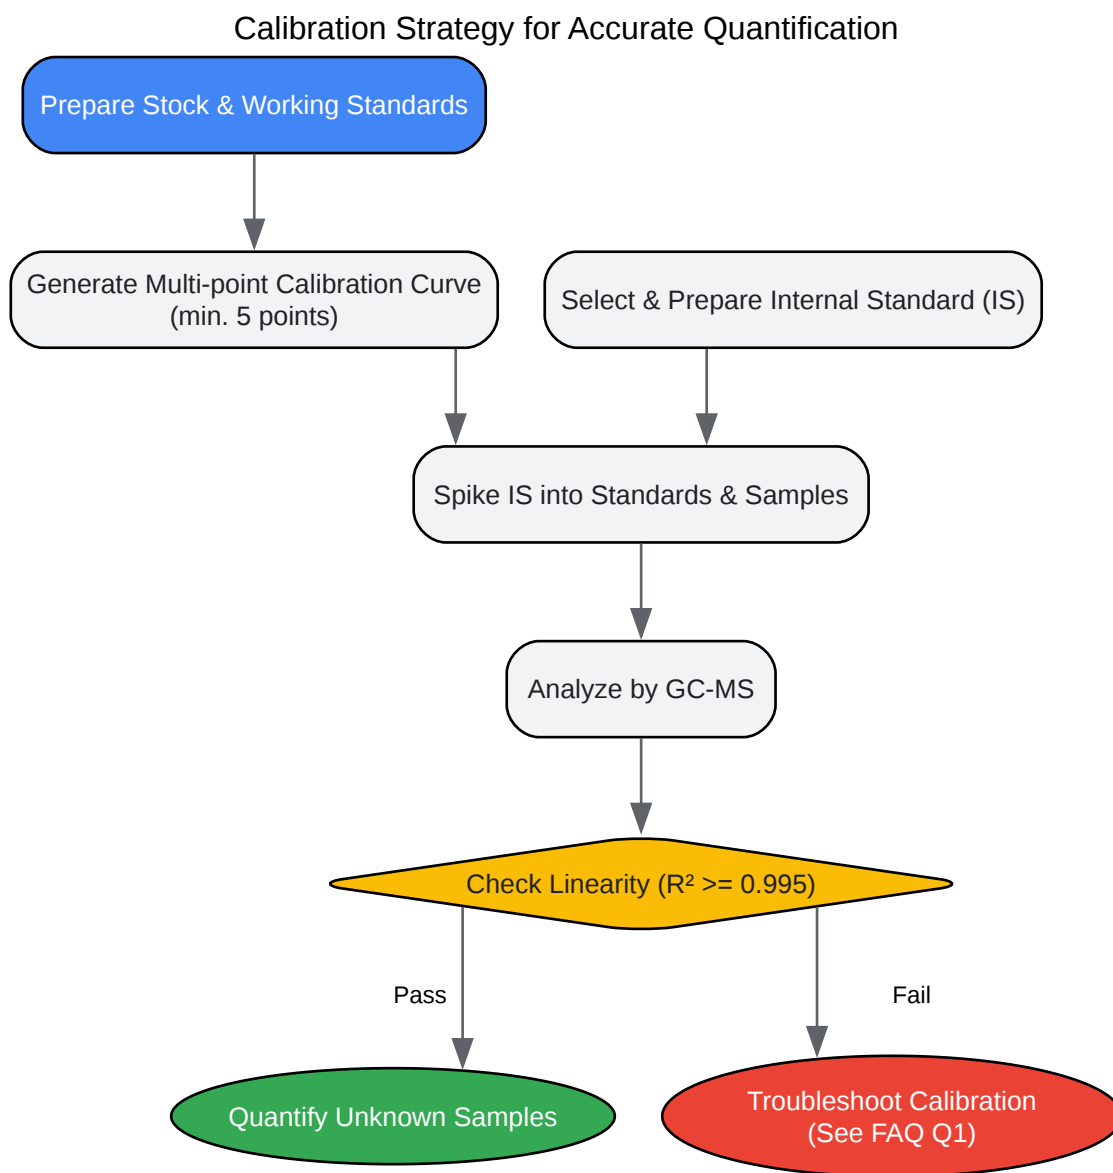 Calibration Strategy for Accurate Quantification
Prepare Stock & Working Standards
Generate Multi-point Calibration Curve
(min. 5 points)
Select & Prepare Internal Standard (IS)
Spike IS into Standards & Samples
Analyze by GC-MS
Check Linearity (R² >= 0.995)
Pass
Fail
Quantify Unknown Samples
Troubleshoot Calibration
(See FAQ Q1)